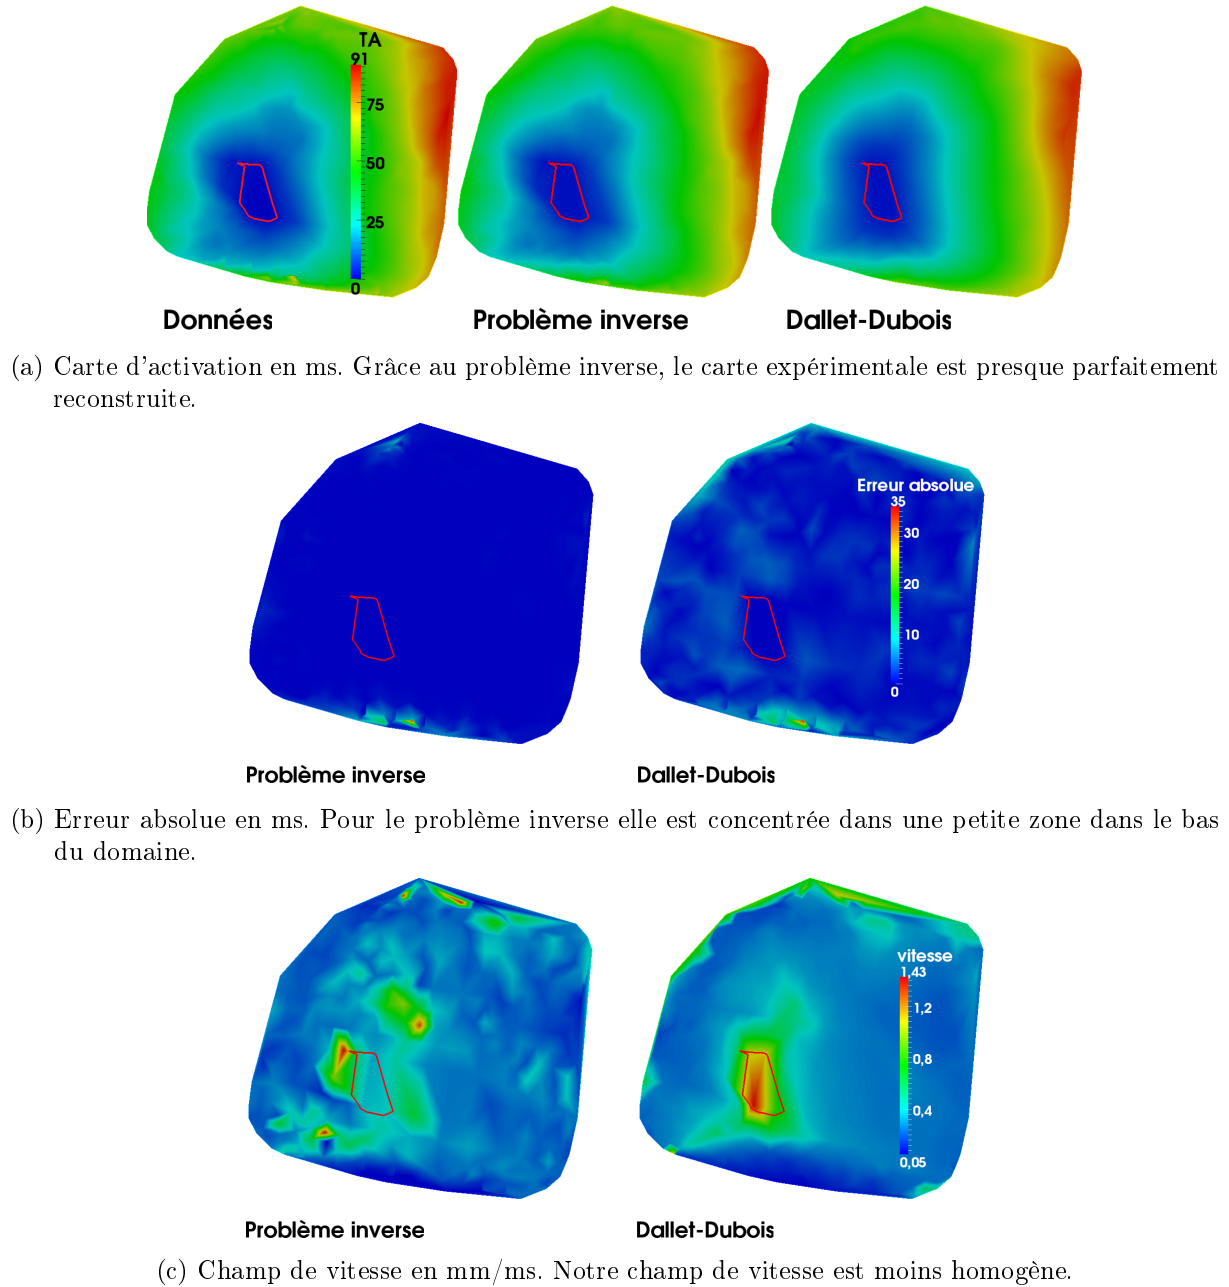 TA
91
75
50
25
0
Données
Problème inverse
Dallet-Dubois
(a) Carte d'activation en ms. Grâce au problème inverse, le carte expérimentale est presque parfaitement
reconstruite.
Erreur absolue
35
30
20
10
0
Problème inverse
Dallet-Dubois
(b) Erreur absolue en ms. Pour le problème inverse elle est concentrée dans une petite zone dans le bas
du domaine.
vitesse
1,43
1,2
0,8
0,4
0,05
Problème inverse
Dallet-Dubois
(c) Champ de vitesse en mm/ms. Notre champ de vitesse est moins homogène.